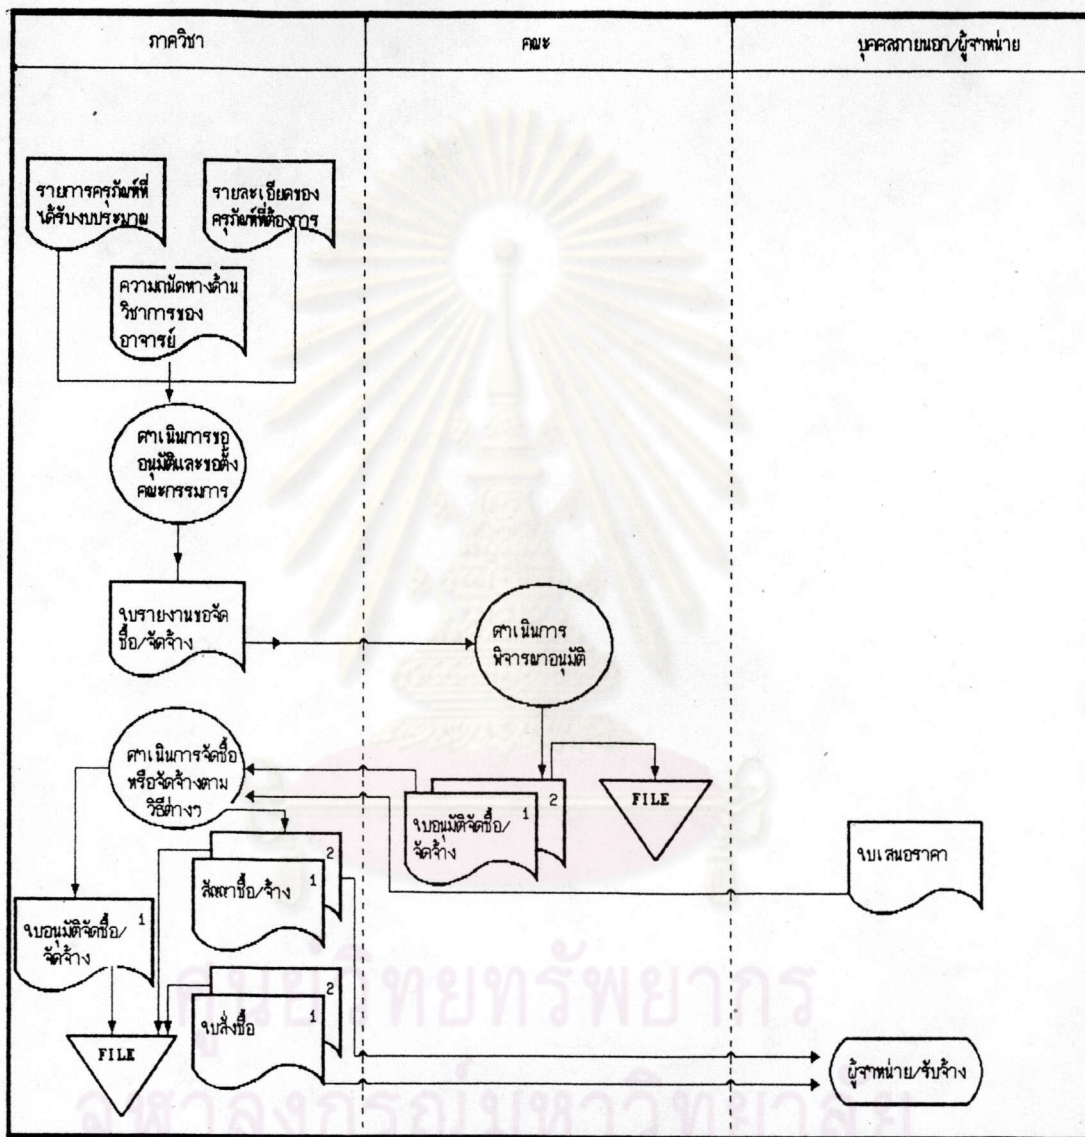 ภาควิชา
คณะ
บุคคลภายนอก/ผู้จำหน่าย
รายการครุภัณฑ์ที่
ได้รับงบประมาณ
รายละเอียดของ
ครุภัณฑ์ที่ต้องการ
ความถนัดทางด้าน
วิชาการของ
อาจารย์
ดำเนินการขอ
อนุมัติและขอตั้ง
คณะกรรมการ
ใบรายงานขอจัด
ซื้อ/จัดจ้าง
ดำเนินการ
พิจารณาอนุมัติ
ดำเนินการจัดซื้อ
หรือจัดจ้างตาม
วิธีต่างๆ
2
1
ใบอนุมัติจัดซื้อ/
จัดจ้าง
FILE
ใบเสนอราคา
2
1
สัญญาซื้อ/จ้าง
1
ใบอนุมัติจัดซื้อ/
จัดจ้าง
2
1
ใบสั่งซื้อ
FILE
ผู้จำหน่าย/รับจ้าง
ศูนย์วิทยทรัพยากร
จุฬาลงกรณ์มหาวิทยาลัย